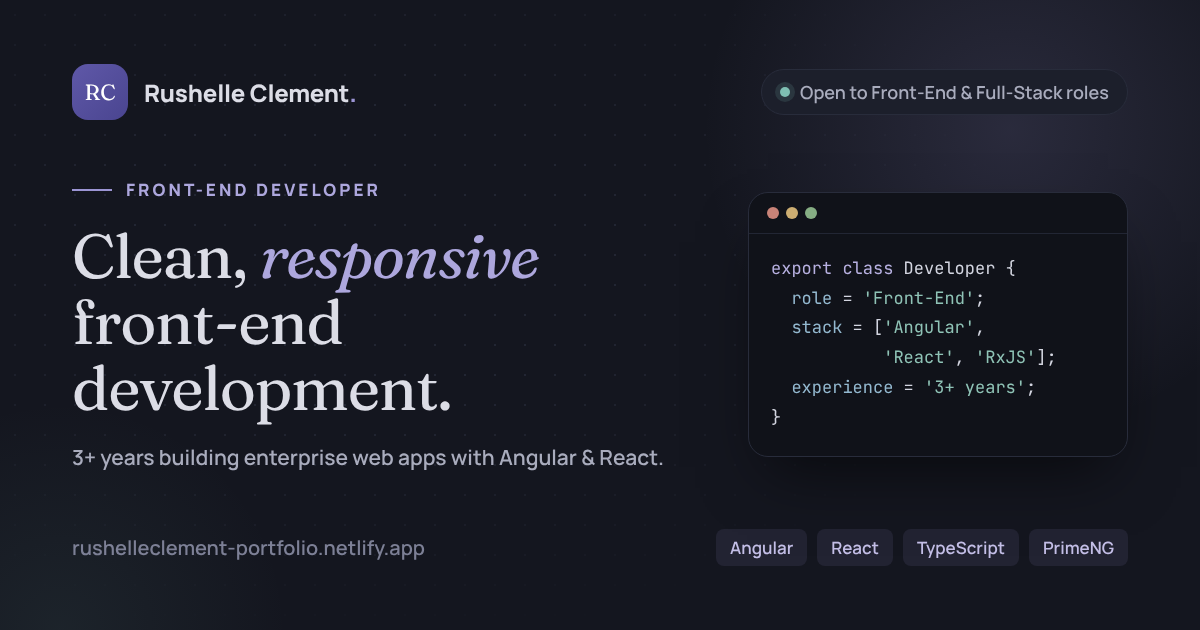 RC
Rushelle Clement.
Open to Front-End & Full-Stack roles
FRONT-END DEVELOPER
Clean, responsive
front-end
development.
3+ years building enterprise web apps with Angular & React.
export class Developer {
  role = 'Front-End';
  stack = ['Angular',
           'React', 'RxJS'];
  experience = '3+ years';
}
rushelleclement-portfolio.netlify.app
Angular
React
TypeScript
PrimeNG